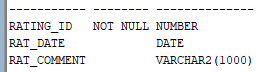 ---------- -------- --------------
RATING_ID NOT NULL NUMBER
RAT_DATE DATE
RAT_COMMENT VARCHAR2(1000)